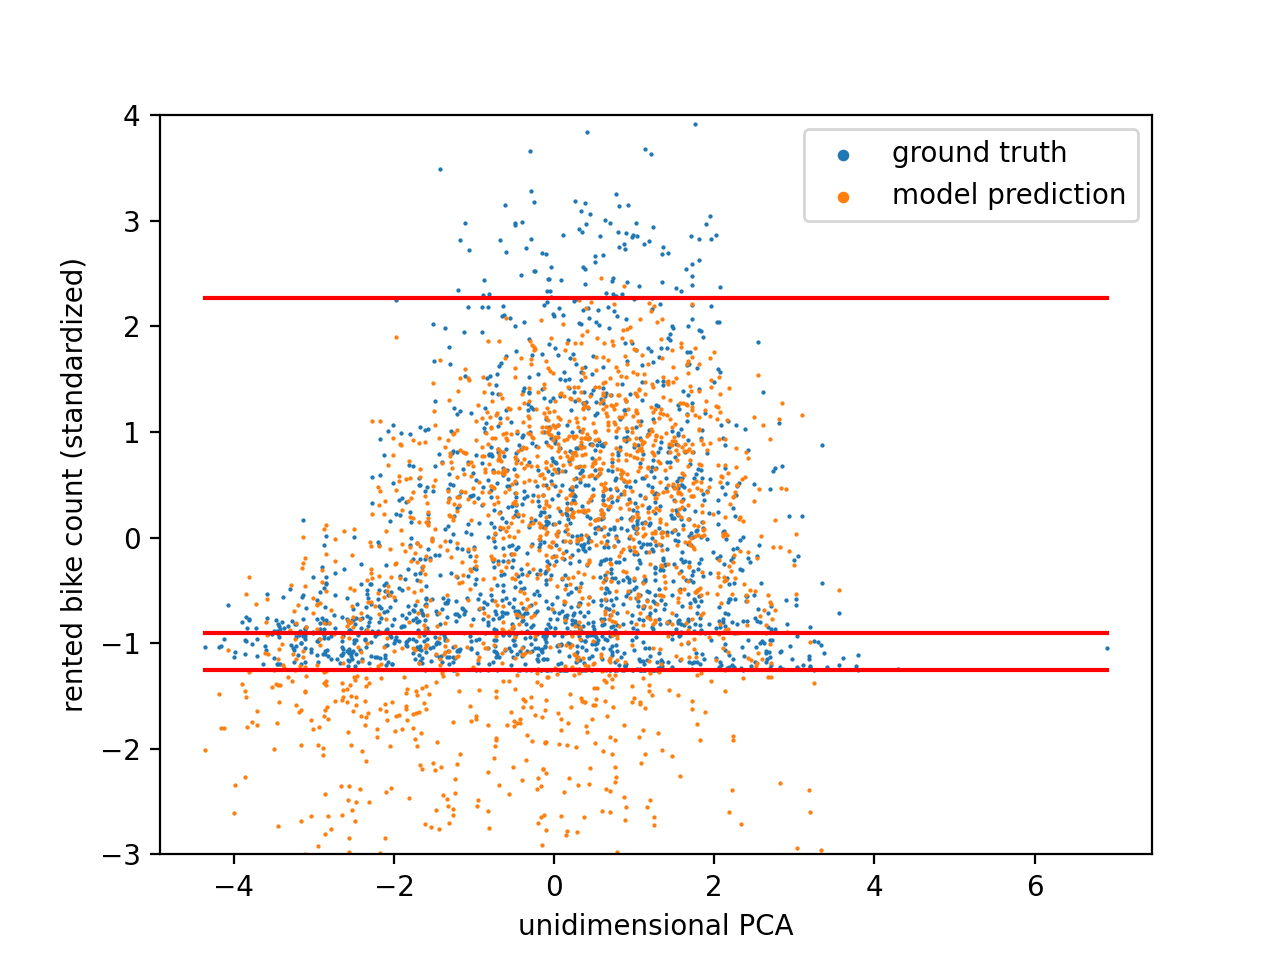 4
3
2
1
0
−1
−2
−3
rented bike count (standardized)
ground truth
model prediction
−4 −2 0 2 4 6
unidimensional PCA